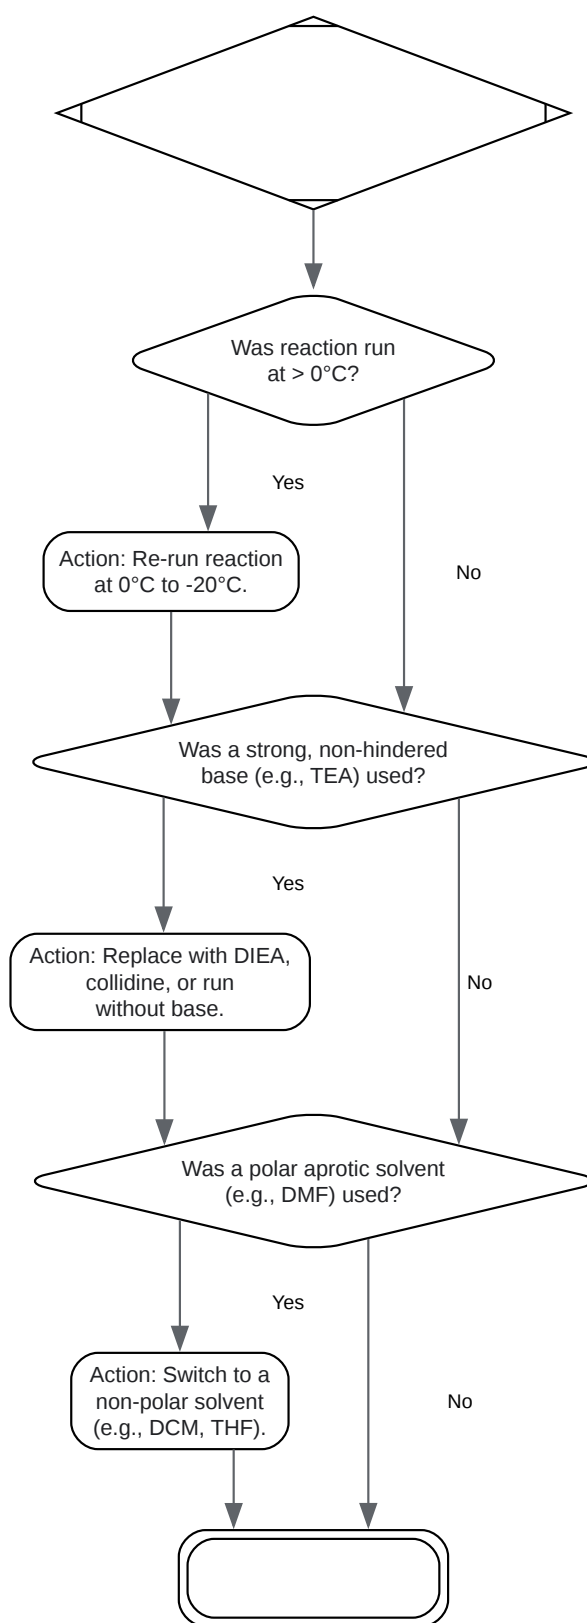 Was reaction run
at > 0°C?
Yes
Action: Re-run reaction
at 0°C to -20°C.
No
Was a strong, non-hindered
base (e.g., TEA) used?
Yes
Action: Replace with DIEA,
collidine, or run
without base.
No
Was a polar aprotic solvent
(e.g., DMF) used?
Yes
Action: Switch to a
non-polar solvent
(e.g., DCM, THF).
No